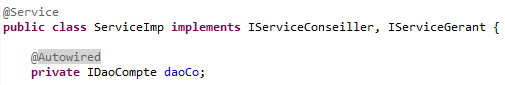 @Service
public class ServiceImp implements IServiceConseiller, IServiceGerant {
@Autowired
private IDaoCompte daoCo;